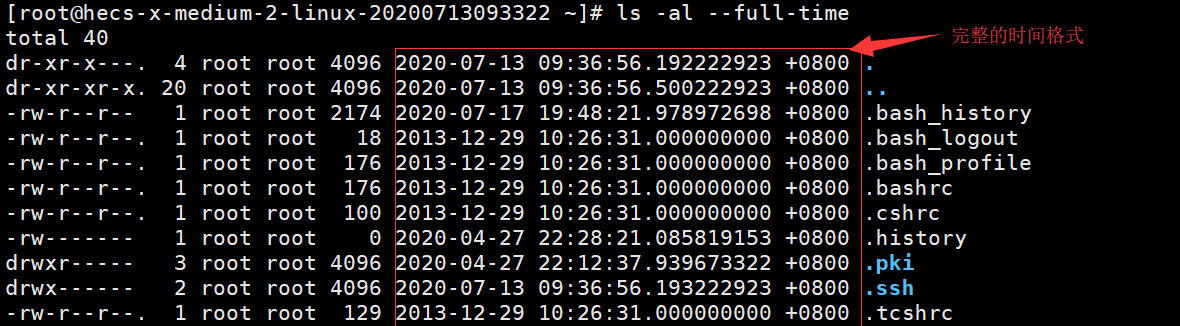 [root@hecs-x-medium-2-linux-20200713093322 ~]# ls -al --full-time
total 40
完整的时间格式
dr-xr-x---. 4 root root 4096 2020-07-13 09:36:56.192222923 +0800 .
dr-xr-xr-x. 20 root root 4096 2020-07-13 09:36:56.500222923 +0800 ..
-rw-r--r-- 1 root root 2174 2020-07-17 19:48:21.978972698 +0800 .bash_history
-rw-r--r--. 1 root root 18 2013-12-29 10:26:31.000000000 +0800 .bash_logout
-rw-r--r--. 1 root root 176 2013-12-29 10:26:31.000000000 +0800 .bash_profile
-rw-r--r--. 1 root root 176 2013-12-29 10:26:31.000000000 +0800 .bashrc
-rw-r--r--. 1 root root 100 2013-12-29 10:26:31.000000000 +0800 .cshrc
-rw------- 1 root root 0 2020-04-27 22:28:21.085819153 +0800 .history
drwxr----- 3 root root 4096 2020-04-27 22:12:37.939673322 +0800 .pki
drwx------ 2 root root 4096 2020-07-13 09:36:56.193222923 +0800 .ssh
-rw-r--r--. 1 root root 129 2013-12-29 10:26:31.000000000 +0800 .tcshrc